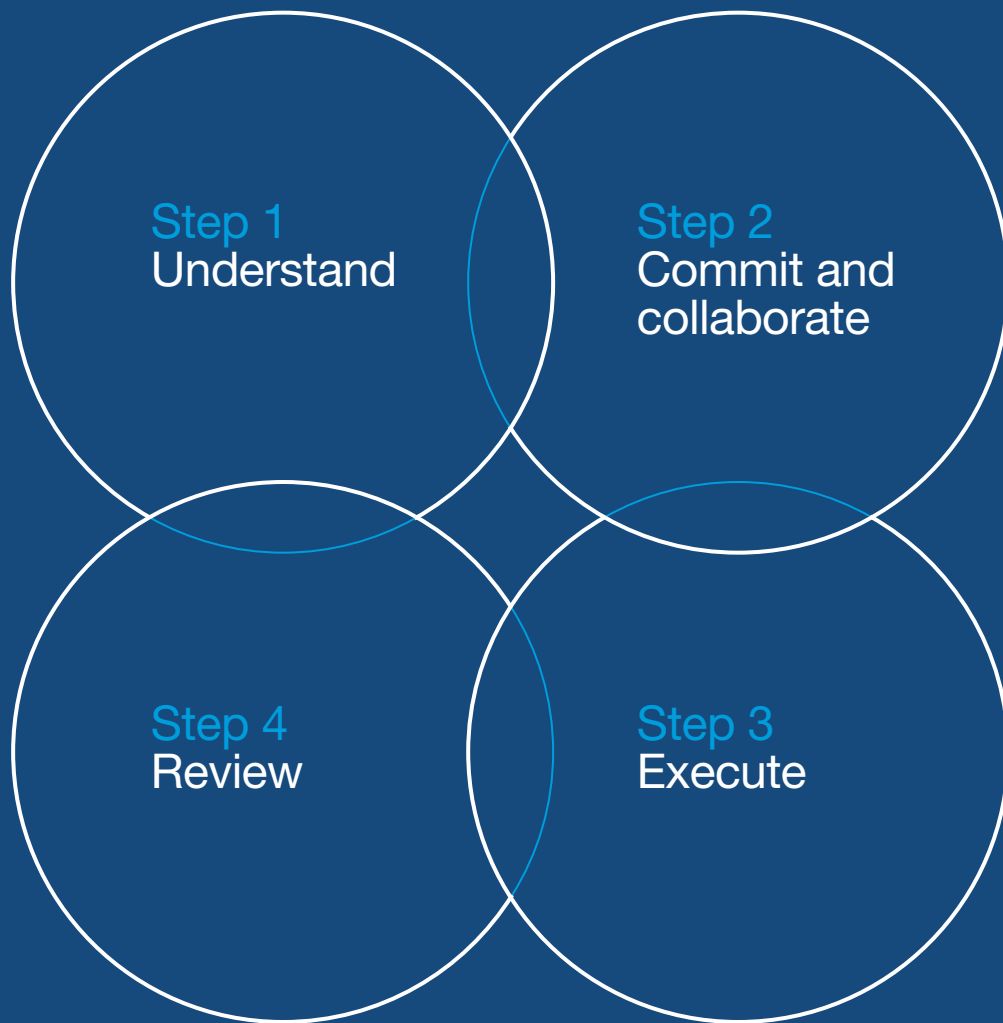 Step 1
Understand
Step 2
Commit and
collaborate
Step 3
Execute
Step 4
Review